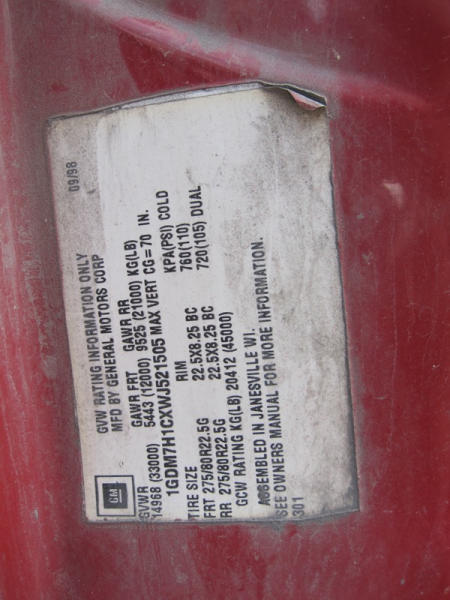 GM
GVW RATING INFORMATION ONLY 09/98
MFD BY GENERAL MOTORS CORP
GVWR GAWR FRT GAWR RR
14968 (33000) 5443 (12000) 9525 (21000) KG(LB)
1GDM7H1CXWJ521505 MAX VERT CG=70 IN.
TIRE SIZE RIM KPA(PSI) COLD
FRT 275/80R22.5G 22.5X8.25 BC 760(110)
RR 275/80R22.5G 22.5X8.25 BC 720(105) DUAL
GCW RATING KG(LB) 20412 (45000)
ASSEMBLED IN JANESVILLE WI.
SEE OWNERS MANUAL FOR MORE INFORMATION.
301